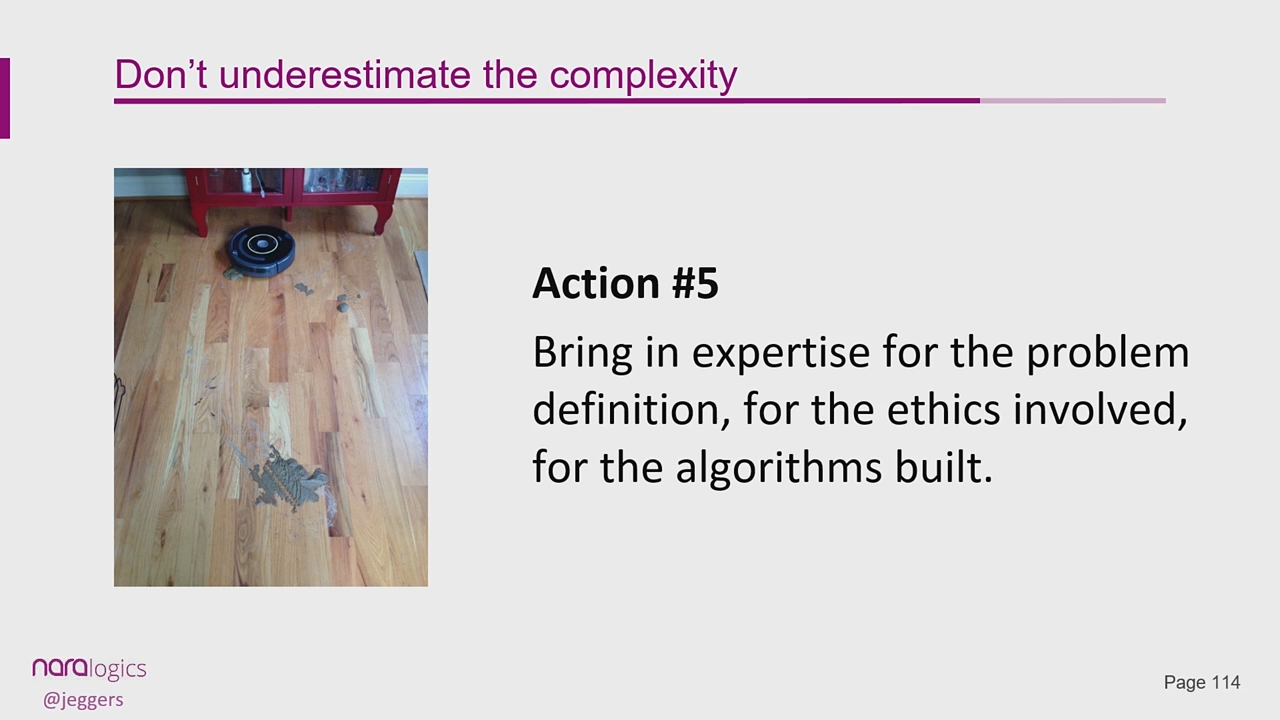 Don’t underestimate the complexity
Action #5
Bring in expertise for the problem
definition, for the ethics involved,
for the algorithms built.
naralogics
@jeggers
Page 114